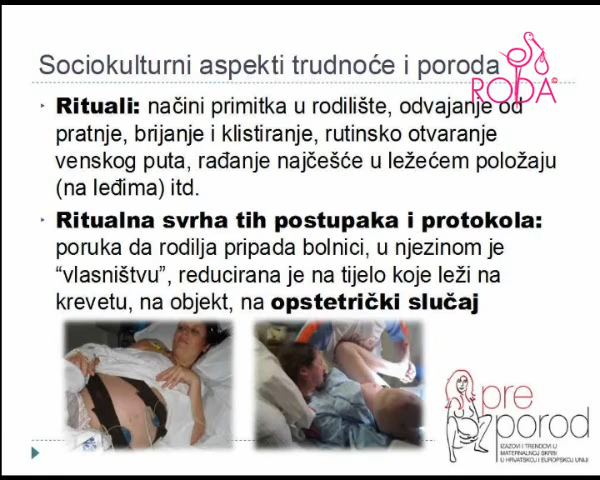 Sociokulturni aspekti trudnoće i poroda
RODA
Rituali: načini primitka u rodilište, odvajanje od
pratnje, brijanje i klistiranje, rutinsko otvaranje
venskog puta, rađanje najčešće u ležećem položaju
(na leđima) itd.
Ritualna svrha tih postupaka i protokola:
poruka da rodilja pripada bolnici, u njezinom je
“vlasništvu”, reducirana je na tijelo koje leži na
krevetu, na objekt, na opstetrički slučaj
pre
porod
IZAZOVI I TRENDOVI U
MATERNALNOJ SKRBI
U HRVATSKOJ I EUROPSKOJ UNIJI